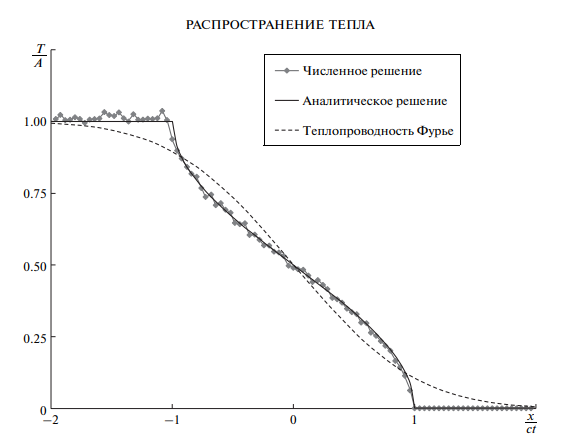 РАСПРОСТРАНЕНИЕ ТЕПЛА
T
A
Численное решение
Аналитическое решение
Теплопроводность Фурье
1.00
0.75
0.50
0.25
0
−2
−1
0
1
x
ct